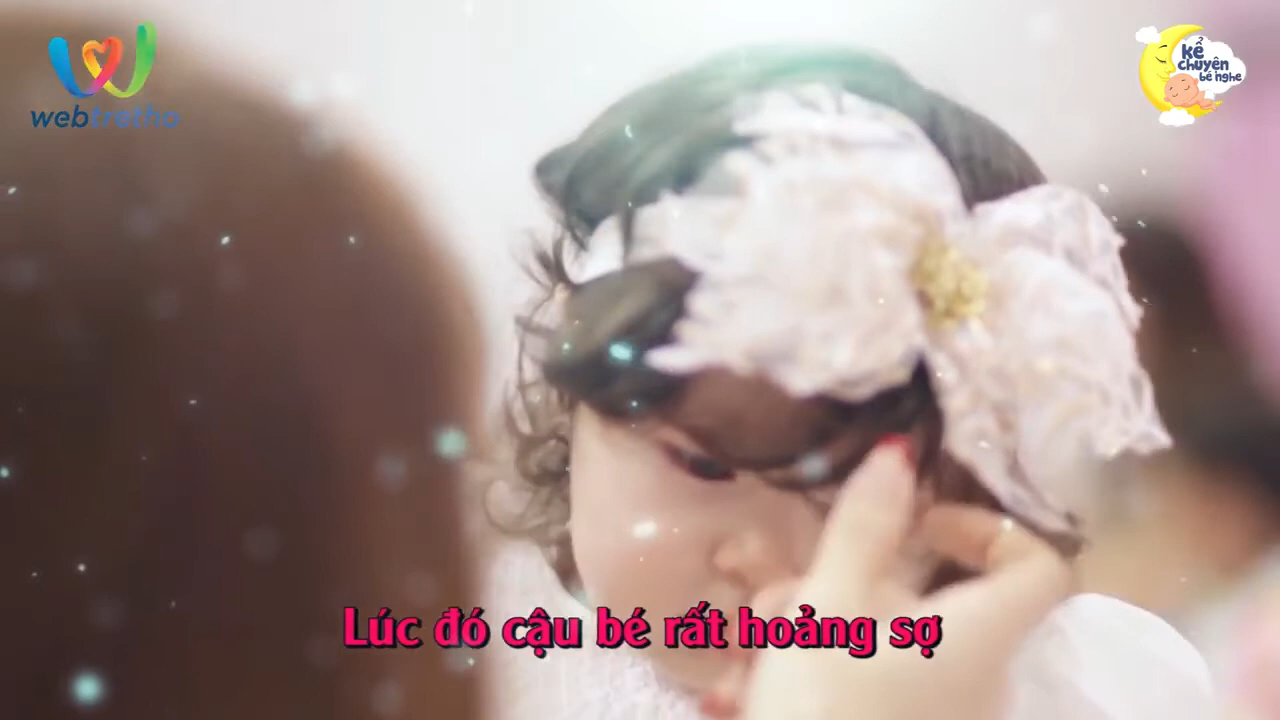 webtretho
kể
chuyện
bé nghe
Lúc đó cậu bé rất hoảng sợ